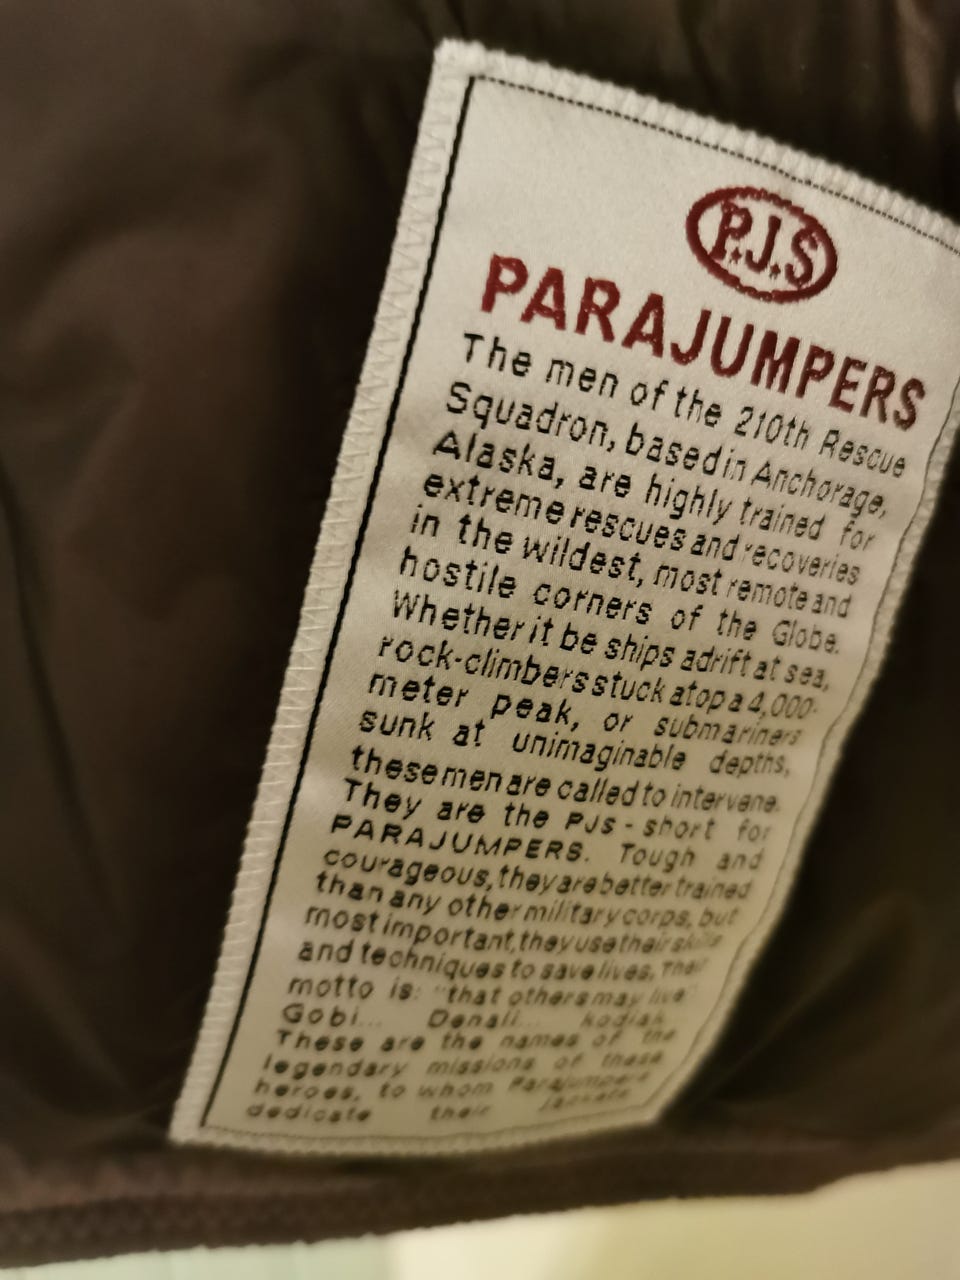 P.J.S
PARAJUMPERS
The men of the 210th Rescue
Squadron, based in Anchorage,
Alaska, are highly trained for
extreme rescues and recoveries
in the wildest, most remote and
hostile corners of the Globe.
Whether it be ships adrift at sea,
rock-climbers stuck atop a 4,000-
meter peak, or submariners
sunk at unimaginable depths,
these men are called to intervene.
They are the PJs - short for
PARAJUMPERS. Tough and
courageous, they are better trained
than any other military corps, but
most important, they use their skills
and techniques to save lives. Their
motto is: "that others may live"
Gobi... Denali... kodiak
These are the names of the
legendary missions of these
heroes, to whom Parajumpers
dedicate their jackets